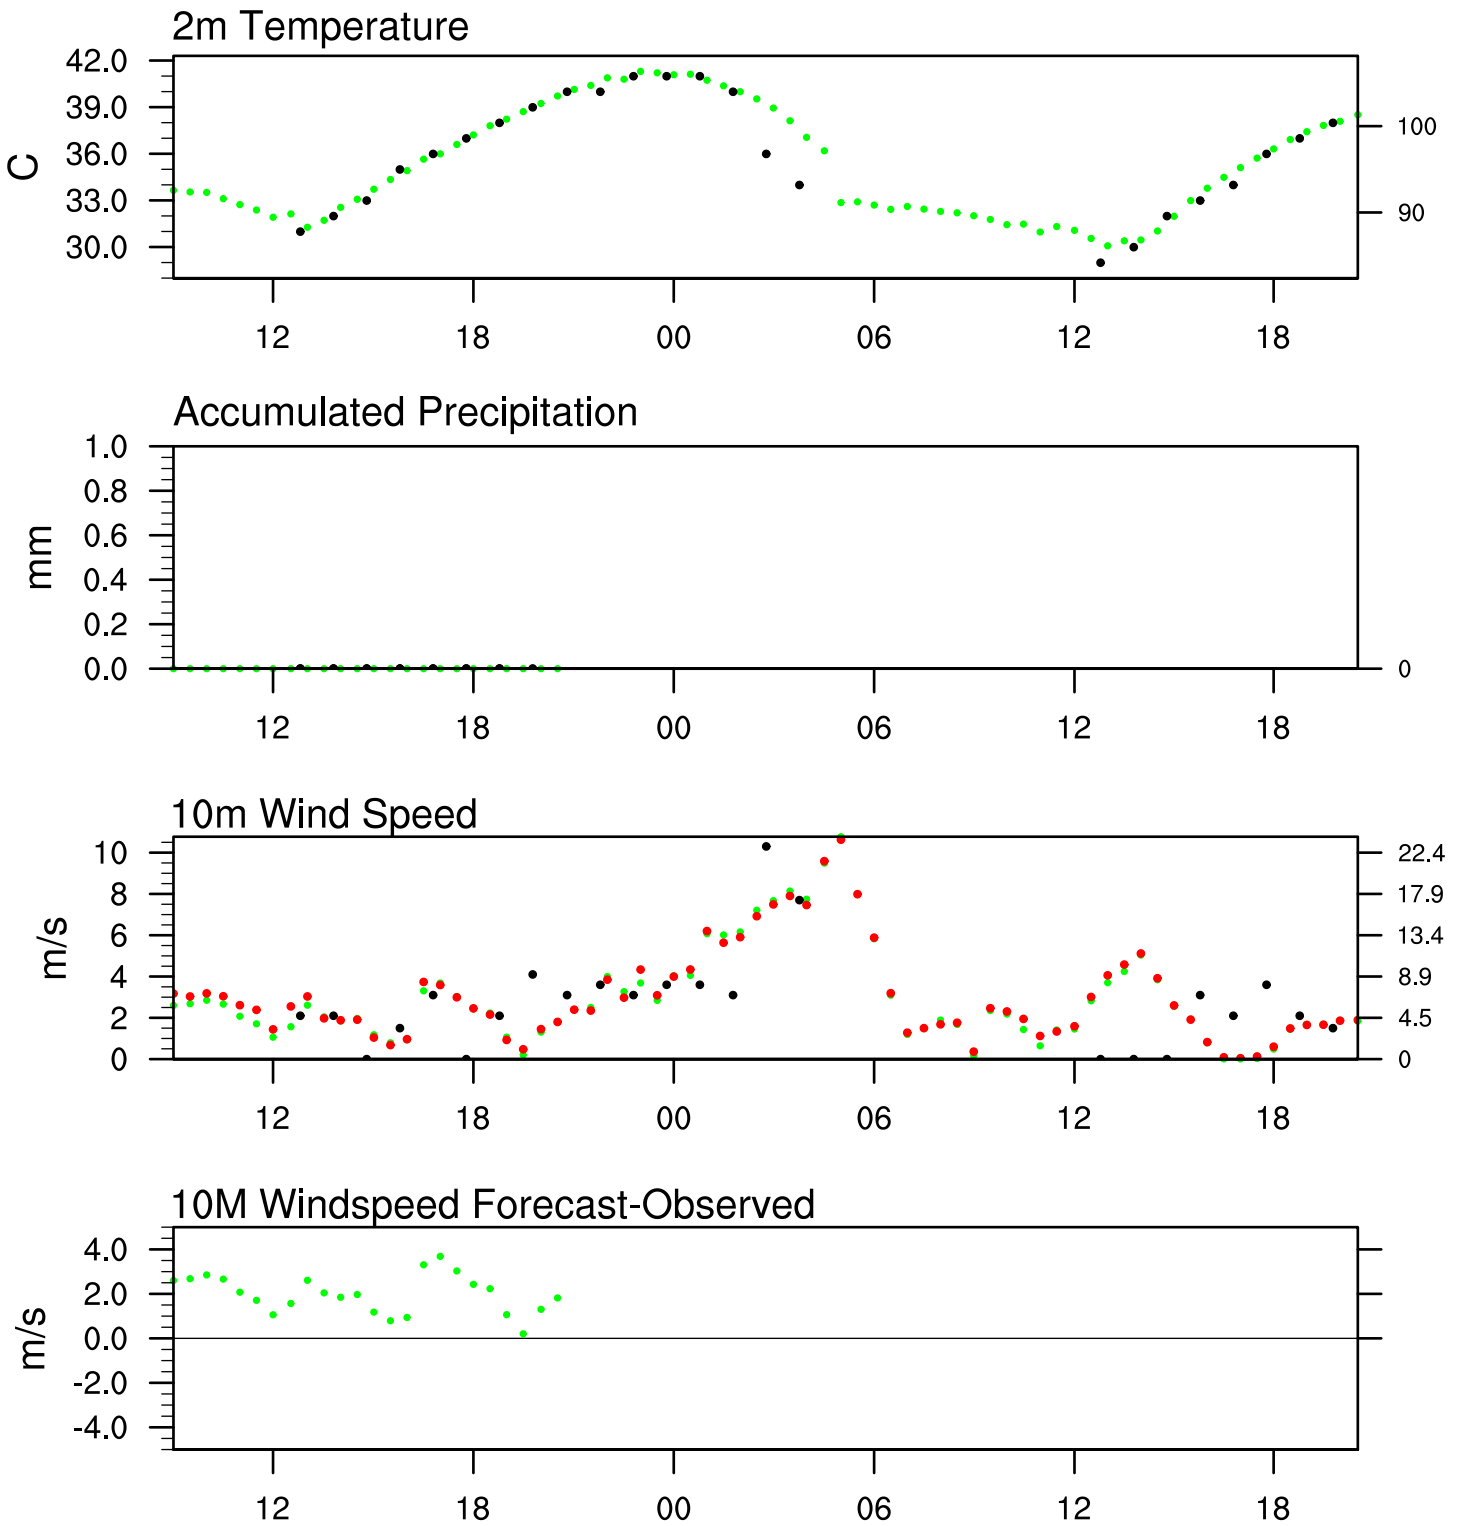 2m Temperature
42.0
39.0
36.0
33.0
30.0
C
100
90
12 18 00 06 12 18
Accumulated Precipitation
1.0
0.8
0.6
0.4
0.2
0.0
mm
0
12 18 00 06 12 18
10m Wind Speed
10
8
6
4
2
0
m/s
22.4
17.9
13.4
8.9
4.5
0
12 18 00 06 12 18
10M Windspeed Forecast-Observed
4.0
2.0
0.0
-2.0
-4.0
m/s
12 18 00 06 12 18